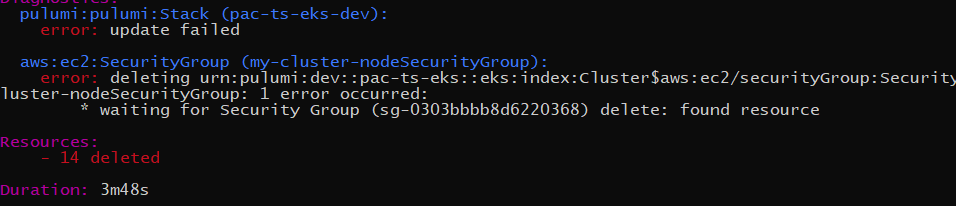 Diagnostics:
pulumi:pulumi:Stack (pac-ts-eks-dev):
error: update failed
aws:ec2:SecurityGroup (my-cluster-nodeSecurityGroup):
error: deleting urn:pulumi:dev::pac-ts-eks::eks:index:Cluster$aws:ec2/securityGroup:Security
luster-nodeSecurityGroup: 1 error occurred:
* waiting for Security Group (sg-0303bbbb8d6220368) delete: found resource
Resources:
- 14 deleted
Duration: 3m48s